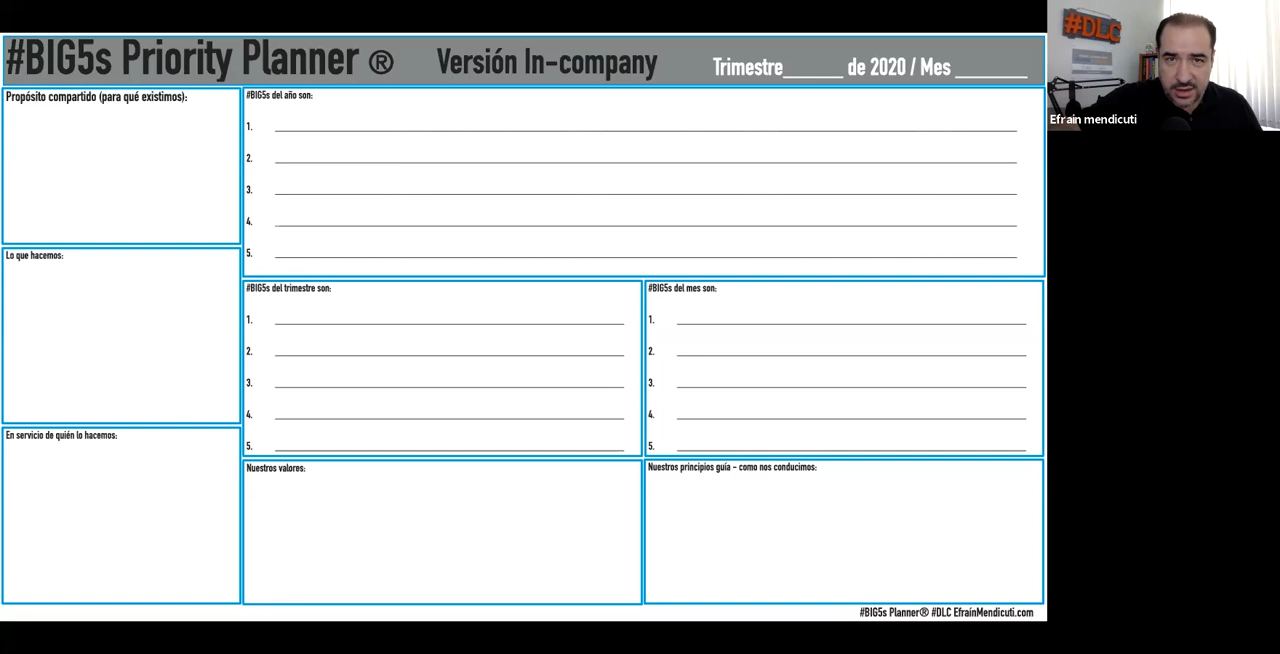 #BIG5s Priority Planner ® Versión In-company Trimestre______ de 2020 / Mes _______
Propósito compartido (para qué existimos):
#BIG5s del año son:
1.
2.
3.
4.
5.
Lo que hacemos:
#BIG5s del trimestre son:
1.
2.
3.
4.
5.
#BIG5s del mes son:
1.
2.
3.
4.
5.
En servicio de quién lo hacemos:
Nuestros valores:
Nuestros principios guía - como nos conducimos:
#BIG5s Planner® #DLC EfraínMendicuti.com
#DLC
Efrain mendicuti